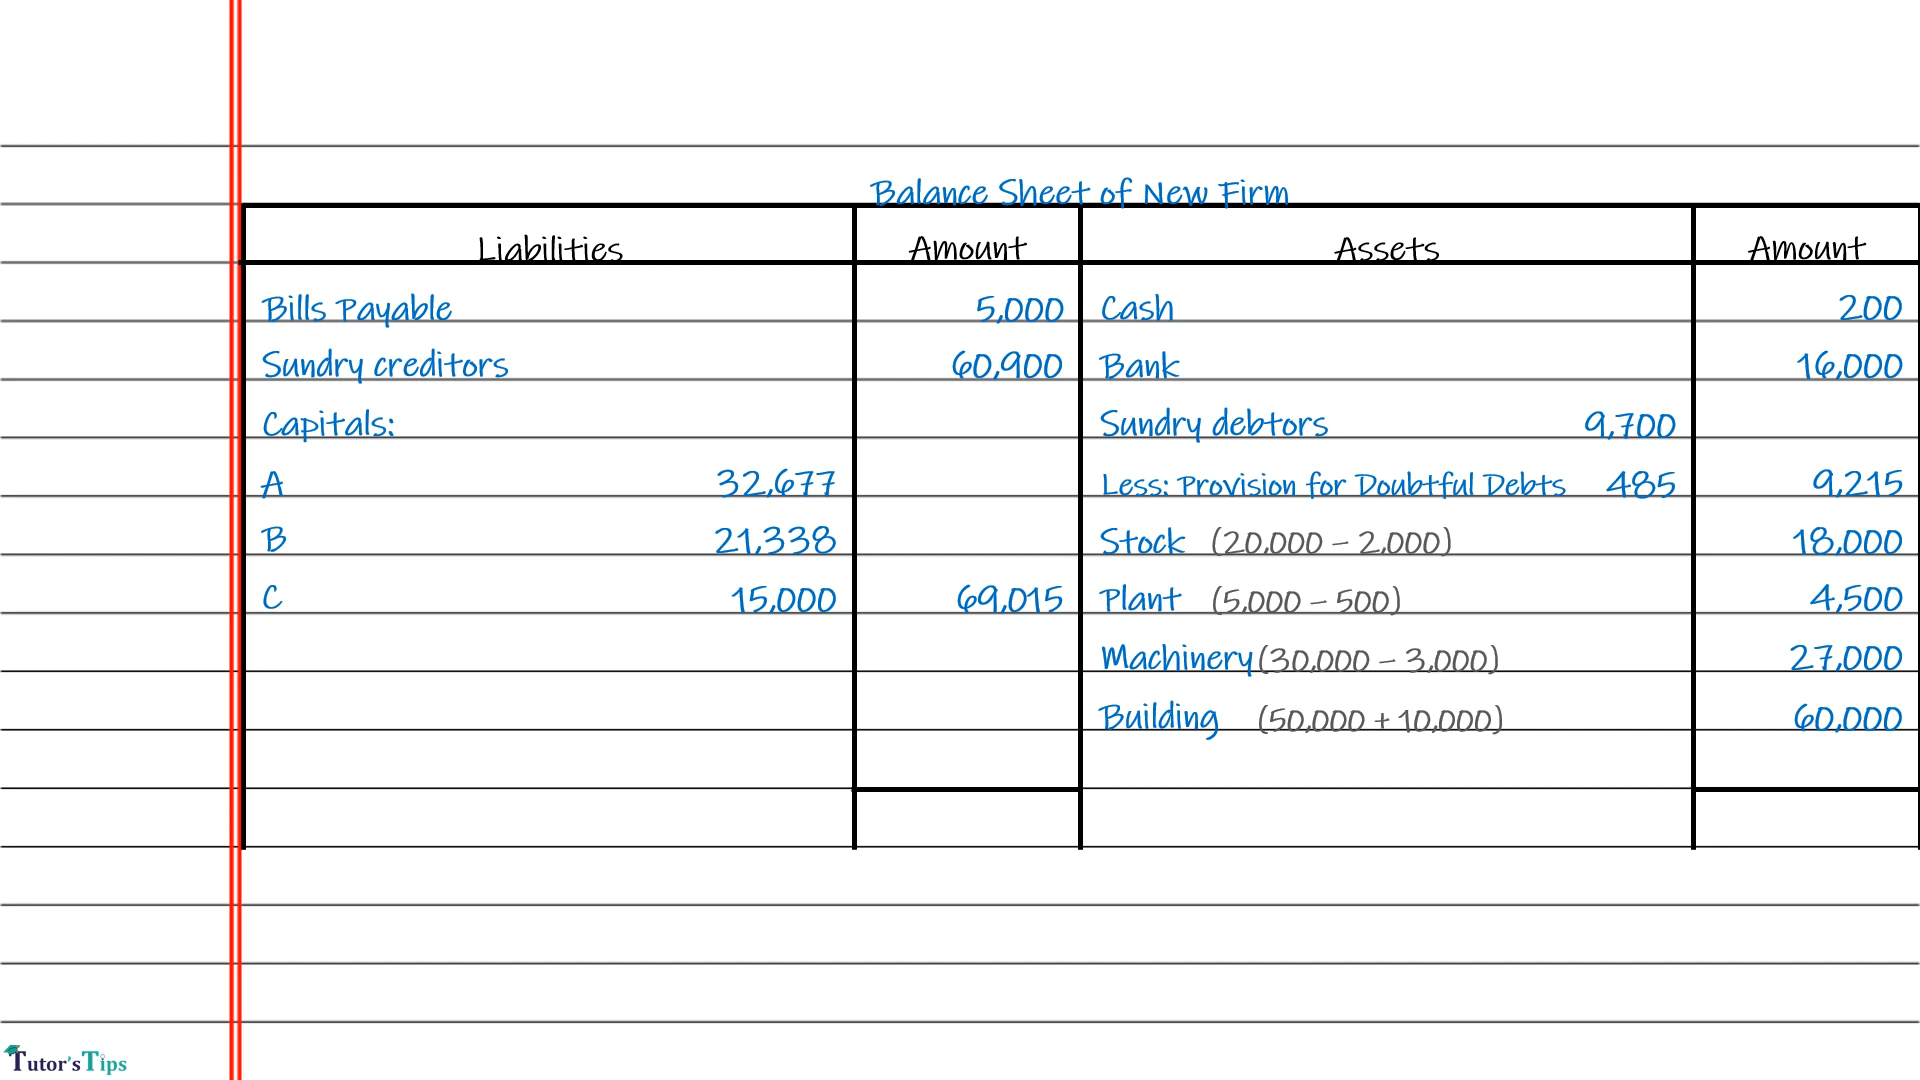 Balance Sheet of New Firm
Liabilities Amount Assets Amount
Bills Payable 5,000 Cash 200
Sundry creditors 60,900 Bank 16,000
Capitals: Sundry debtors 9,700
A 32,677 Less: Provision for Doubtful Debts 485 9,215
B 21,338 Stock (20,000 – 2,000) 18,000
C 15,000 69,015 Plant (5,000 – 500) 4,500
Machinery (30,000 – 3,000) 27,000
Building (50,000 + 10,000) 60,000
Tutor'sTips